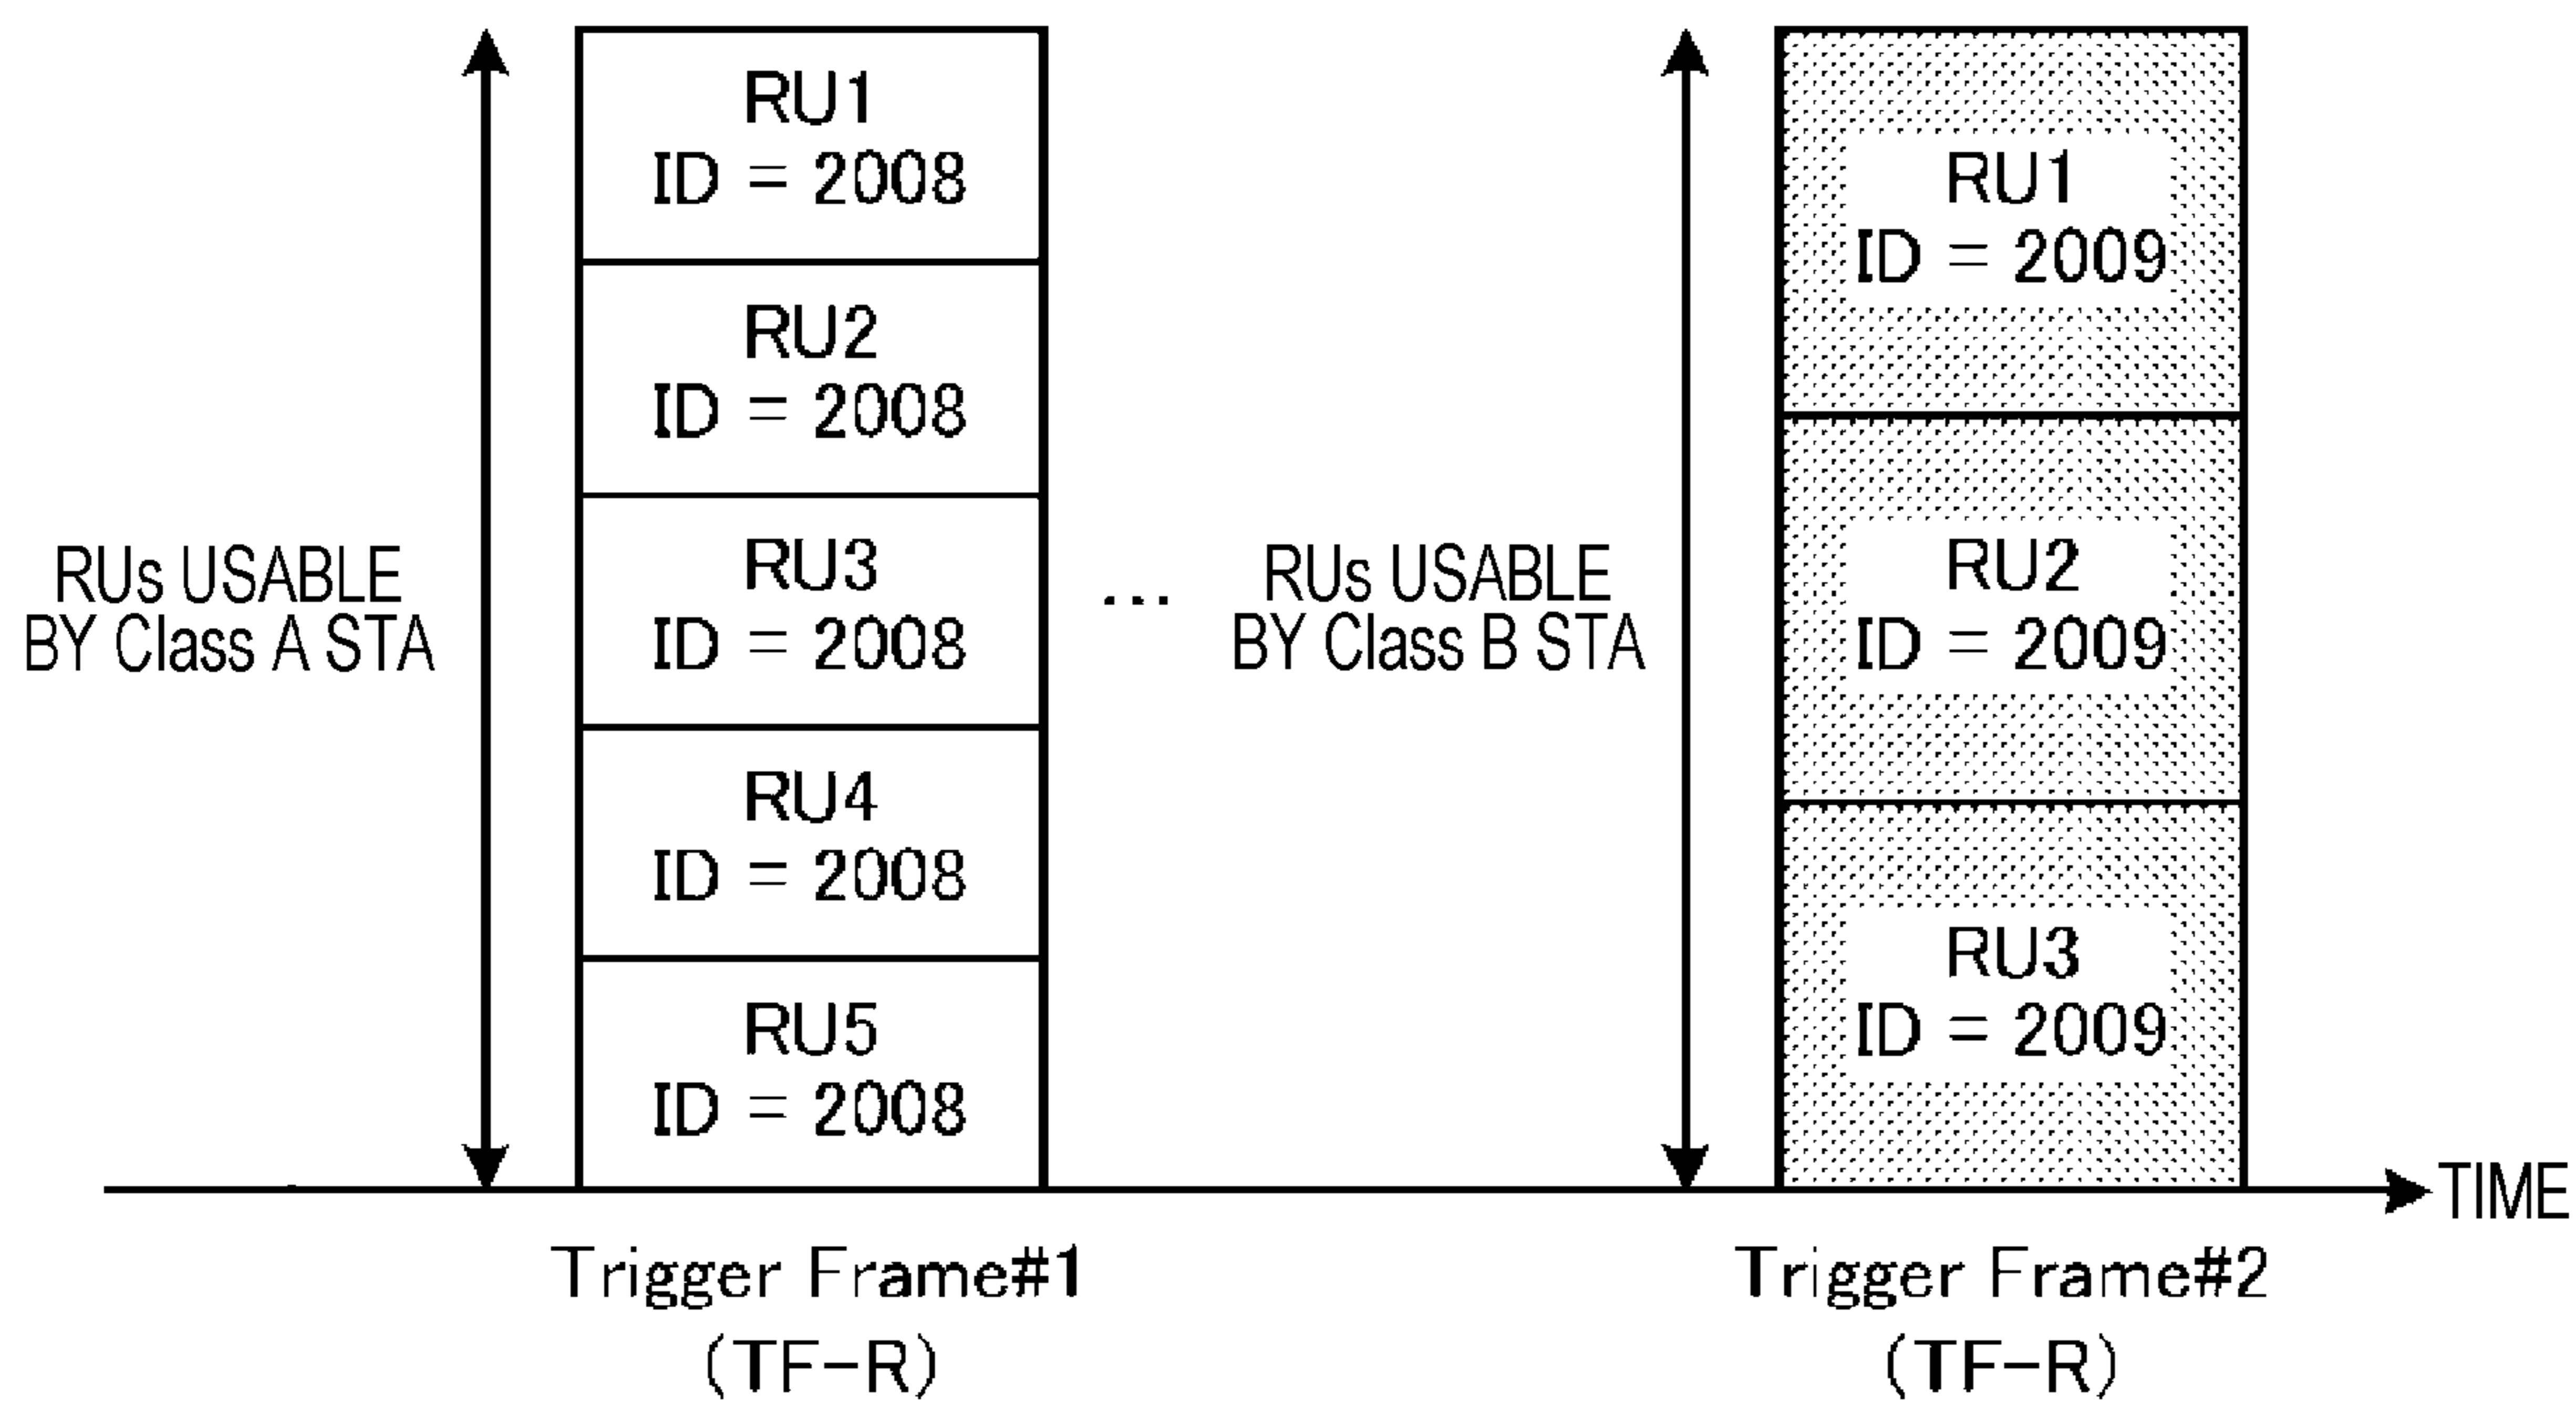 RUs USABLE
BY Class A STA
RU1
ID = 2008
RU2
ID = 2008
RU3
ID = 2008
RU4
ID = 2008
RU5
ID = 2008
Trigger Frame#1
(TF-R)
...
RUs USABLE
BY Class B STA
RU1
ID = 2009
RU2
ID = 2009
RU3
ID = 2009
Trigger Frame#2
(TF-R)
TIME